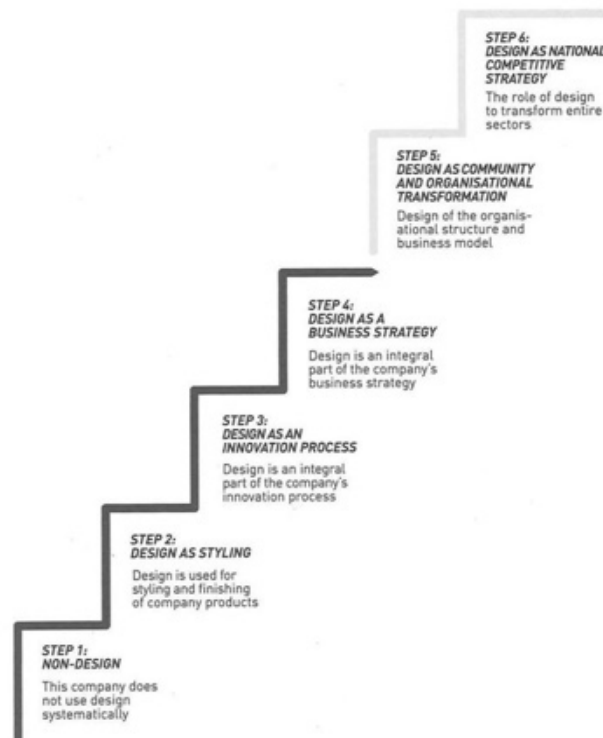 STEP 6:
DESIGN AS NATIONAL
COMPETITIVE
STRATEGY
The role of design
to transform entire
sectors
STEP 5:
DESIGN AS COMMUNITY
AND ORGANISATIONAL
TRANSFORMATION
Design of the organis-
ational structure and
business model
STEP 4:
DESIGN AS A
BUSINESS STRATEGY
Design is an integral
part of the company's
business strategy
STEP 3:
DESIGN AS AN
INNOVATION PROCESS
Design is an integral
part of the company's
innovation process
STEP 2:
DESIGN AS STYLING
Design is used for
styling and finishing
of company products
STEP 1:
NON-DESIGN
This company does
not use design
systematically